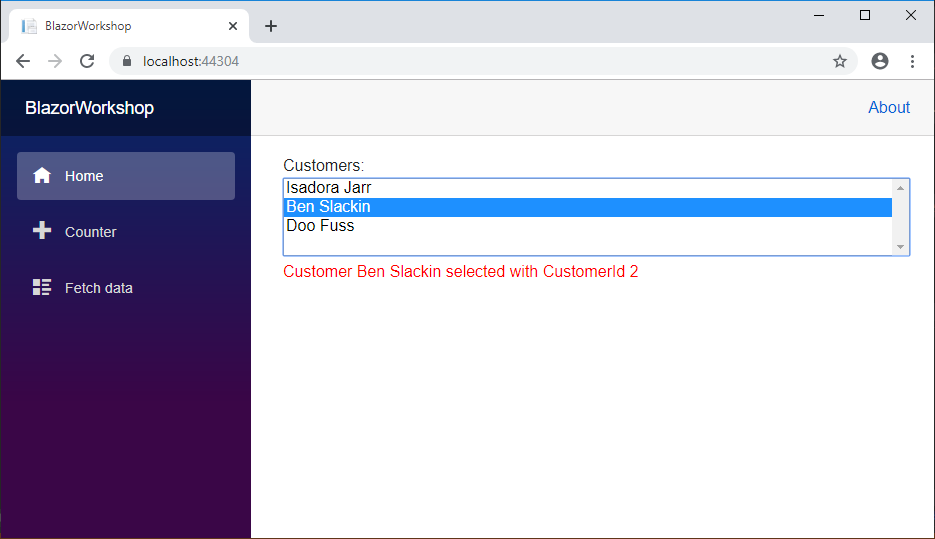 BlazorWorkshop
localhost:44304
BlazorWorkshop
About
Home
Counter
Fetch data
Customers:
Isadora Jarr
Ben Slackin
Doo Fuss
Customer Ben Slackin selected with CustomerId 2